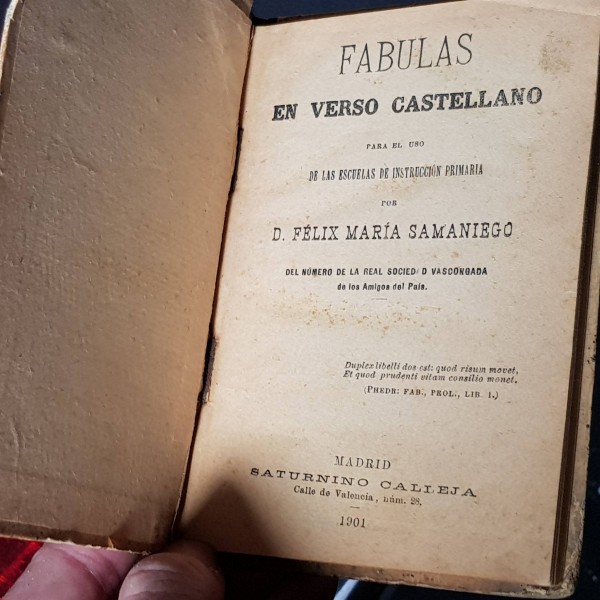 FABULAS
EN VERSO CASTELLANO
PARA EL USO
DE LAS ESCUELAS DE INSTRUCCIÓN PRIMARIA
POR
D. FÉLIX MARÍA SAMANIEGO
DEL NÚMERO DE LA REAL SOCIED D VASCONGADA
de los Amigos del País.
Duplex libelli dos est: quod risum movet,
Et quod prudenti vitam consilio monet.
(PHEDR: FAB., PROL., LIB. I.)
MADRID
SATURNINO CALLEJA
Calle de Valencia, núm. 28.
1901